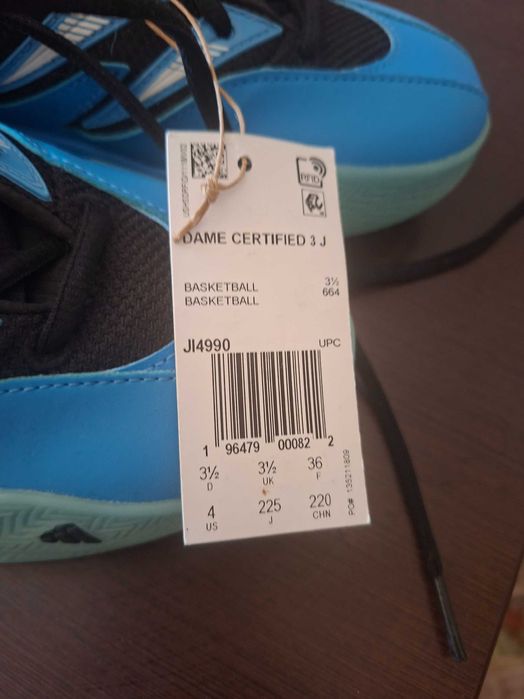 RFID
DAME CERTIFIED 3 J
BASKETBALL 3½
BASKETBALL 664
JI4990 UPC
1 96479 00082 2
3½ 3½ 36
D UK F
4 225 220
US J CHN
PO# 135211809